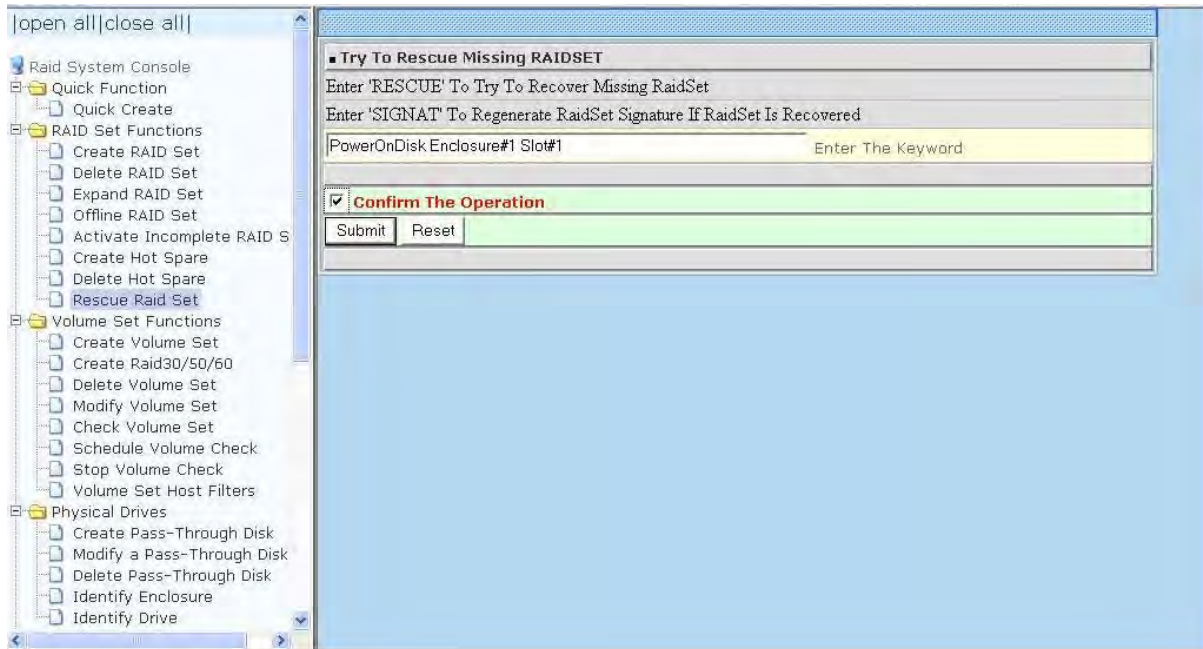 |open all|close all|
Raid System Console
Quick Function
Quick Create
RAID Set Functions
Create RAID Set
Delete RAID Set
Expand RAID Set
Offline RAID Set
Activate Incomplete RAID S
Create Hot Spare
Delete Hot Spare
Rescue Raid Set
Volume Set Functions
Create Volume Set
Create Raid30/50/60
Delete Volume Set
Modify Volume Set
Check Volume Set
Schedule Volume Check
Stop Volume Check
Volume Set Host Filters
Physical Drives
Create Pass-Through Disk
Modify a Pass-Through Disk
Delete Pass-Through Disk
Identify Enclosure
Identify Drive
Try To Rescue Missing RAIDSET
Enter 'RESCUE' To Try To Recover Missing RaidSet
Enter 'SIGNAT' To Regenerate RaidSet Signature If RaidSet Is Recovered
PowerOnDisk Enclosure#1 Slot#1 Enter The Keyword
Confirm The Operation
Submit Reset